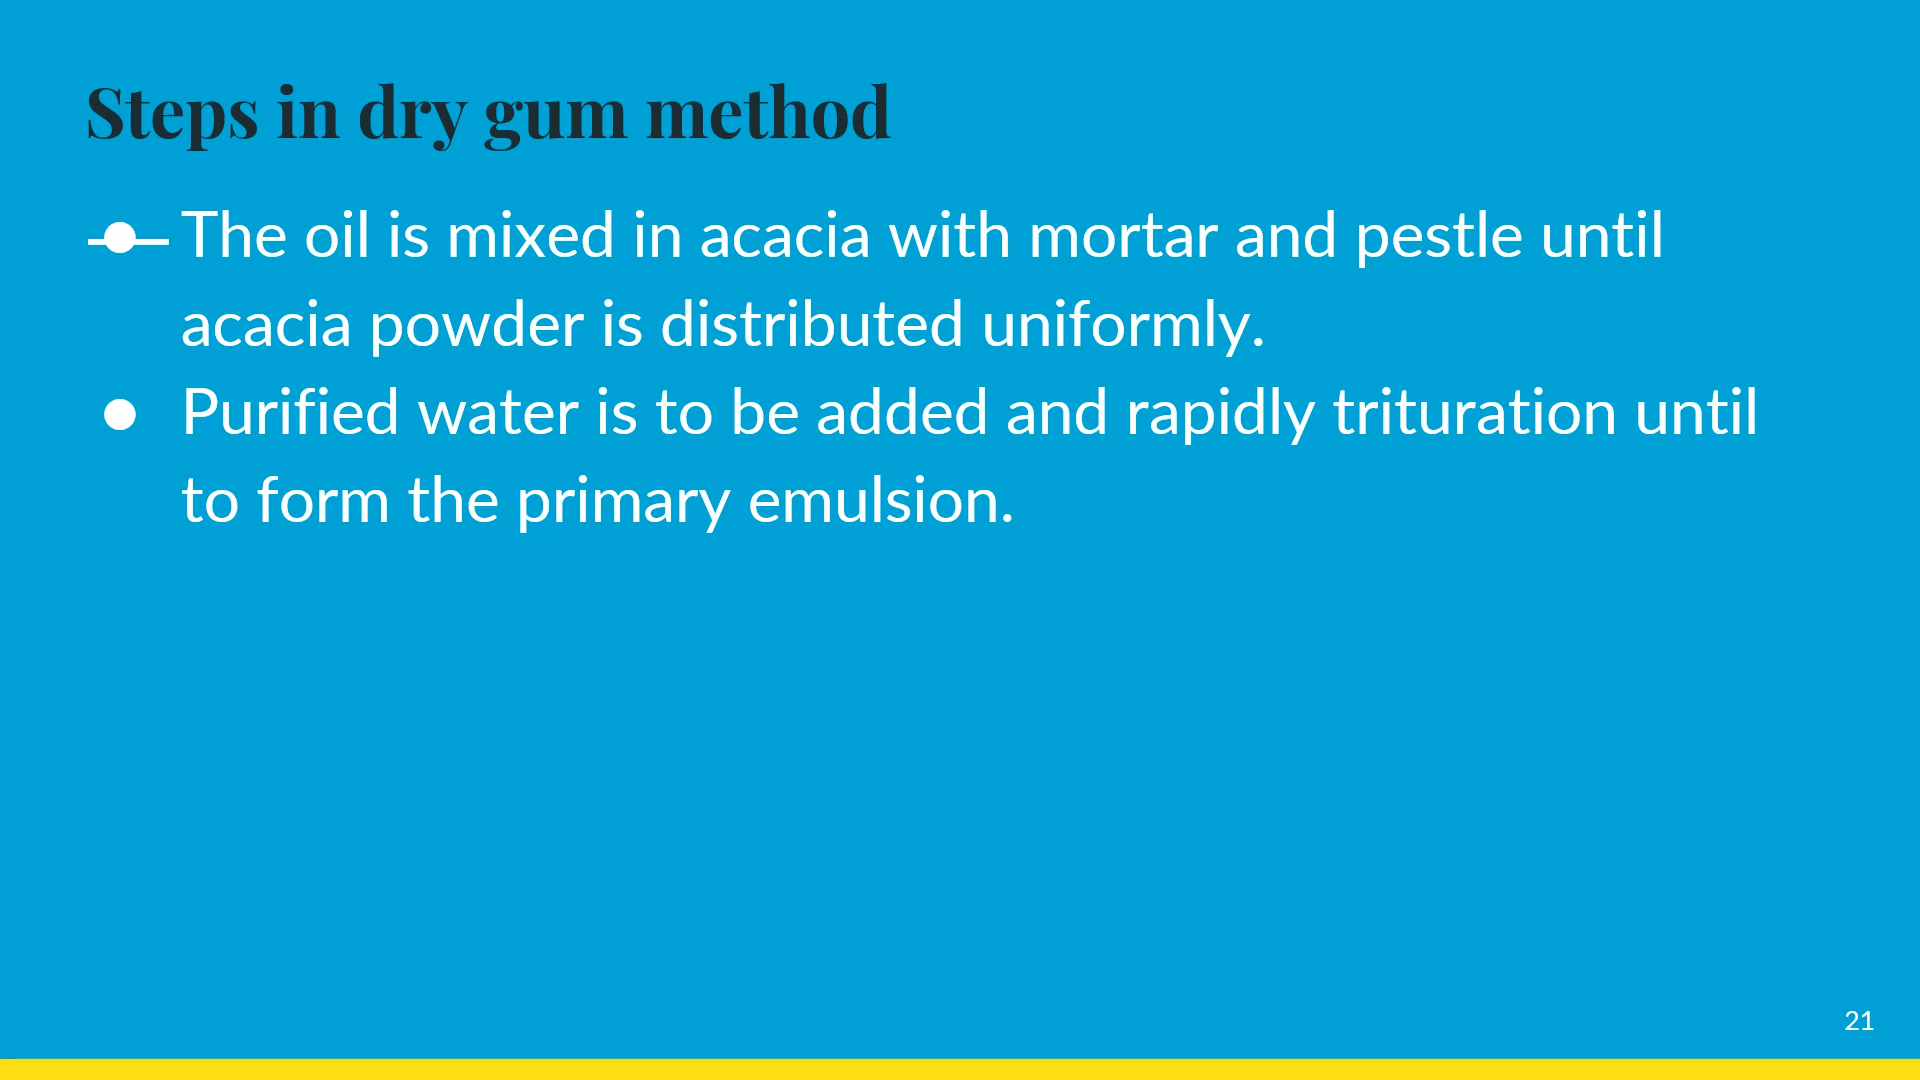 Steps in dry gum method
● The oil is mixed in acacia with mortar and pestle until
acacia powder is distributed uniformly.
● Purified water is to be added and rapidly trituration until
to form the primary emulsion.
21